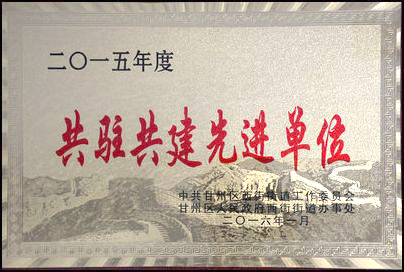 二〇一五年度
共驻共建先进单位
中共甘州区西街街道工作委员会
甘州区人民政府西街街道办事处
二〇一六年一月